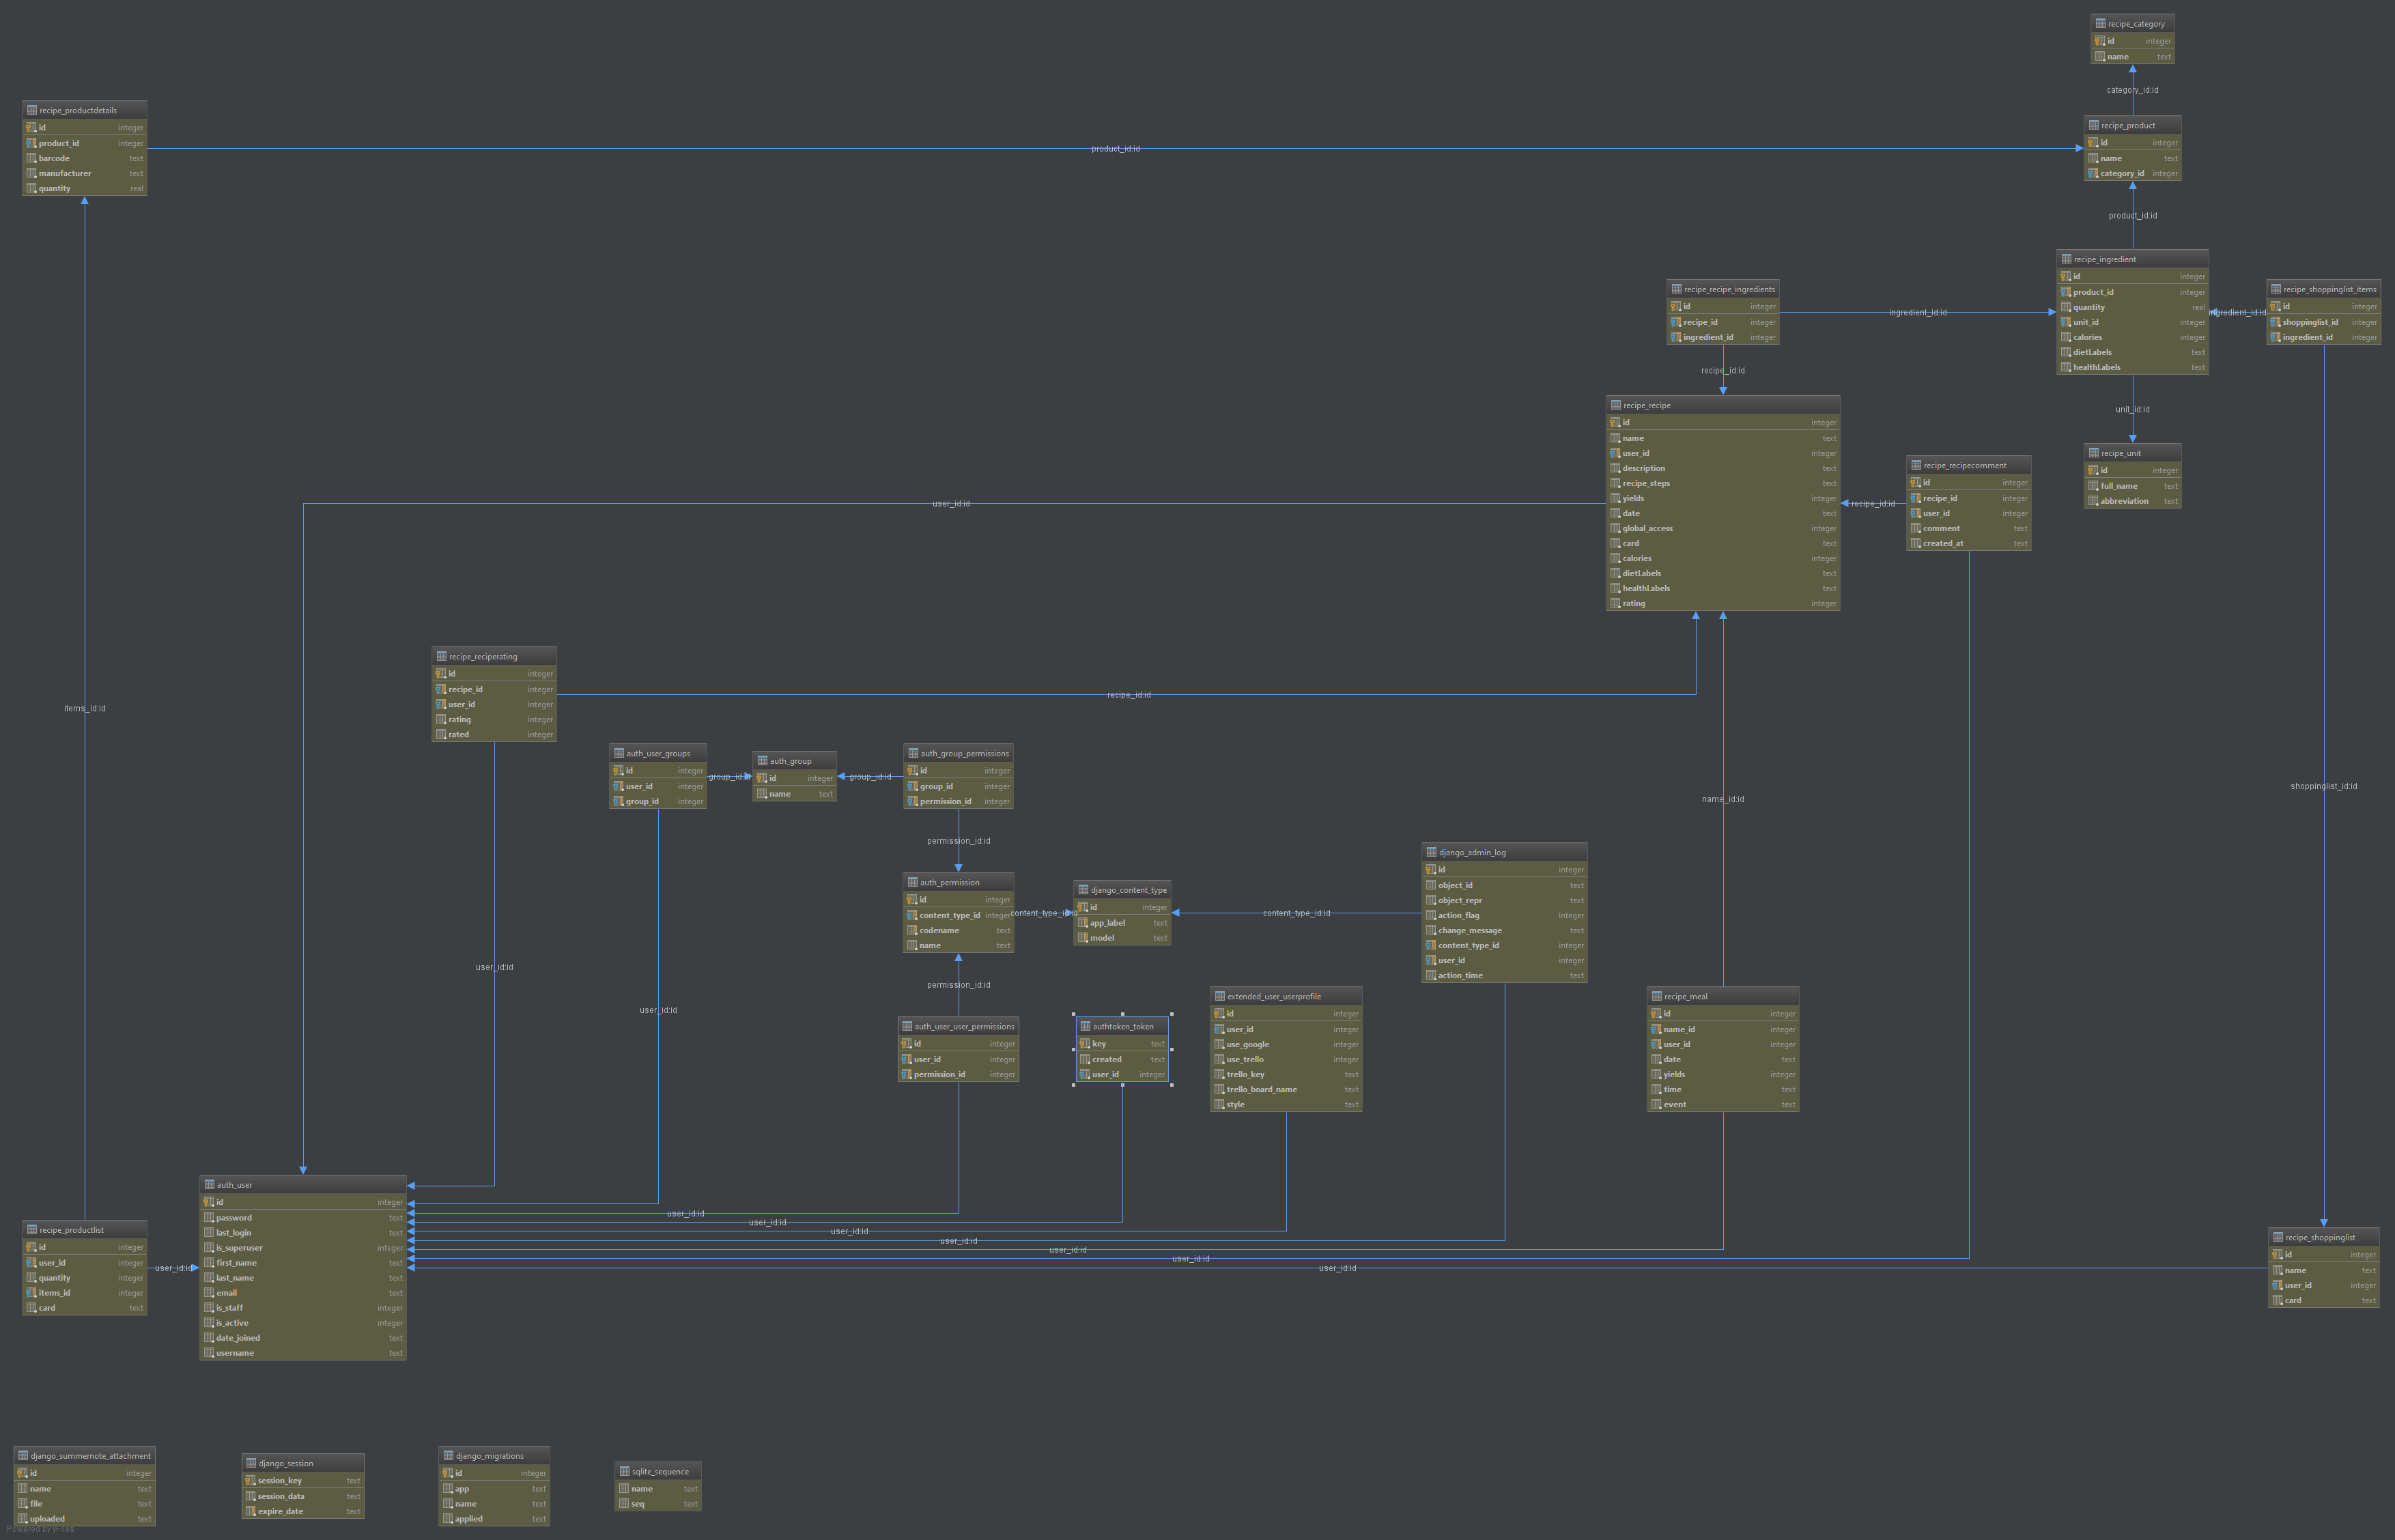 recipe_category
id integer
name text
category_id:id
recipe_productdetails
id integer
product_id integer
barcode text
manufacturer text
quantity real
product_id:id
recipe_product
id integer
name text
category_id integer
product_id:id
recipe_ingredient
id integer
product_id integer
quantity real
unit_id integer
calories integer
dietLabels text
healthLabels text
recipe_recipe_ingredients
id integer
recipe_id integer
ingredient_id integer
ingredient_id:id
recipe_shoppinglist_items
id integer
shoppinglist_id integer
ingredient_id integer
ingredient_id:id
recipe_id:id
unit_id:id
recipe_recipe
id integer
name text
user_id integer
description text
recipe_steps text
yields integer
date text
global_access integer
card text
calories integer
dietLabels text
healthLabels text
rating integer
recipe_unit
id integer
full_name text
abbreviation text
recipe_recipecomment
id integer
recipe_id integer
user_id integer
comment text
created_at text
recipe_id:id
user_id:id
recipe_reciperating
id integer
recipe_id integer
user_id integer
rating integer
rated integer
recipe_id:id
items_id:id
auth_user_groups
id integer
user_id integer
group_id integer
group_id:id
auth_group
id integer
name text
group_id:id
auth_group_permissions
id integer
group_id integer
permission_id integer
permission_id:id
name_id:id
shoppinglist_id:id
auth_permission
id integer
content_type_id integer
codename text
name text
content_type_id:id
django_content_type
id integer
app_label text
model text
content_type_id:id
django_admin_log
id integer
object_id text
object_repr text
action_flag integer
change_message text
content_type_id integer
user_id integer
action_time text
user_id:id
permission_id:id
user_id:id
auth_user_user_permissions
id integer
user_id integer
permission_id integer
authtoken_token
key text
created text
user_id integer
extended_user_userprofile
id integer
user_id integer
use_google integer
use_trello integer
trello_key text
trello_board_name text
style text
recipe_meal
id integer
name_id integer
user_id integer
date text
yields integer
time text
event text
auth_user
id integer
password text
last_login text
is_superuser integer
first_name text
last_name text
email text
is_staff integer
is_active integer
date_joined text
username text
user_id:id
user_id:id
user_id:id
user_id:id
user_id:id
user_id:id
user_id:id
recipe_productlist
id integer
user_id integer
quantity integer
items_id integer
card text
user_id:id
recipe_shoppinglist
id integer
name text
user_id integer
card text
django_summernote_attachment
id integer
name text
file text
uploaded text
django_session
session_key text
session_data text
expire_date text
django_migrations
id integer
app text
name text
applied text
sqlite_sequence
name text
seq text
Powered by yFiles